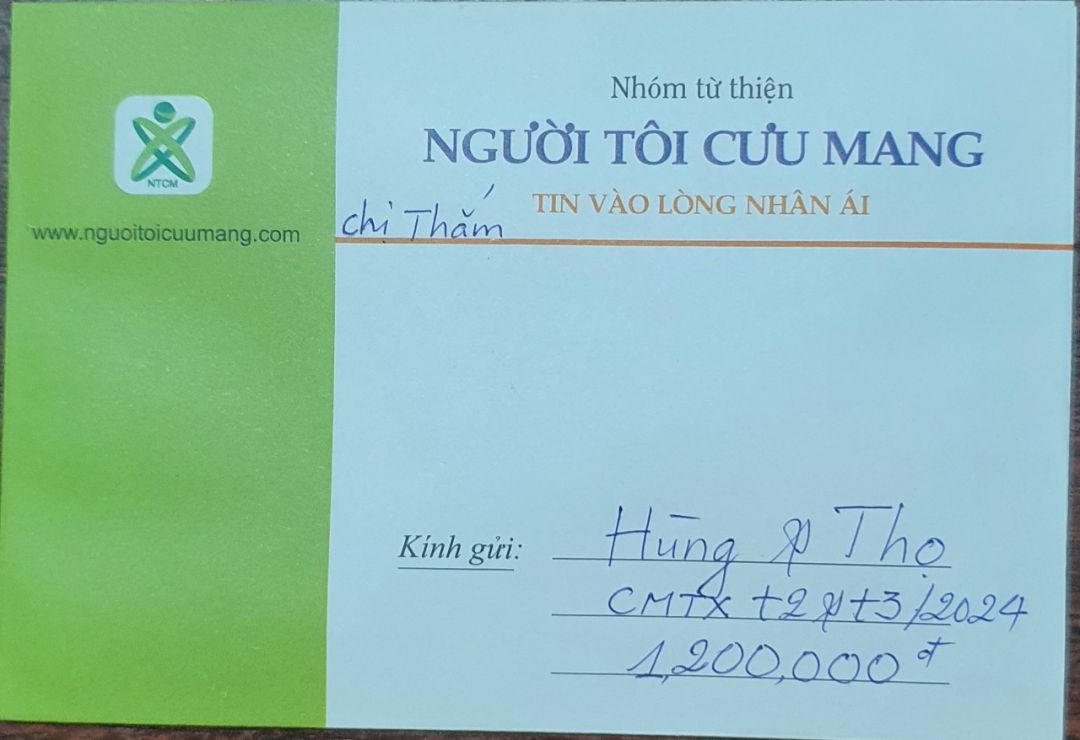 NTCM
www.nguoitoicuumang.com
Nhóm từ thiện
NGƯỜI TÔI CƯU MANG
TIN VÀO LÒNG NHÂN ÁI
chị Thắm
Kính gửi: Hùng & Thọ
CMTX t2 & t3/2024
1,200,000đ